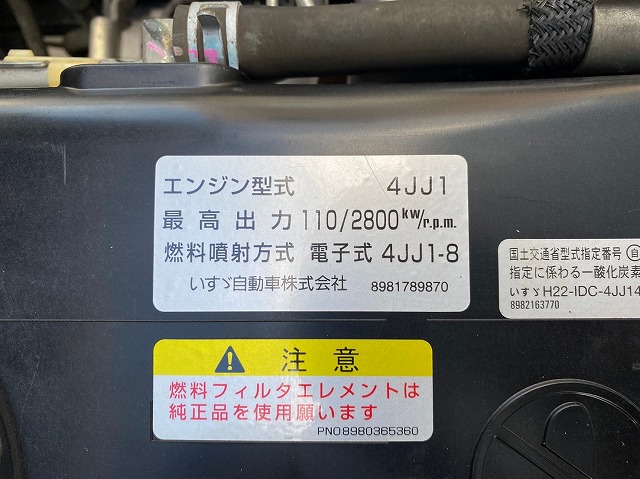 エンジン型式 4JJ1
最高出力 110/2800kw/r.p.m.
燃料噴射方式 電子式 4JJ1-8
いすゞ自動車株式会社 8981789870
国土交通省型式指定番号 自
指定に係わる一酸化炭素
いすゞH22-IDC-4JJ14
8982163770
注意
燃料フィルタエレメントは
純正品を使用願います
PNO8980365360